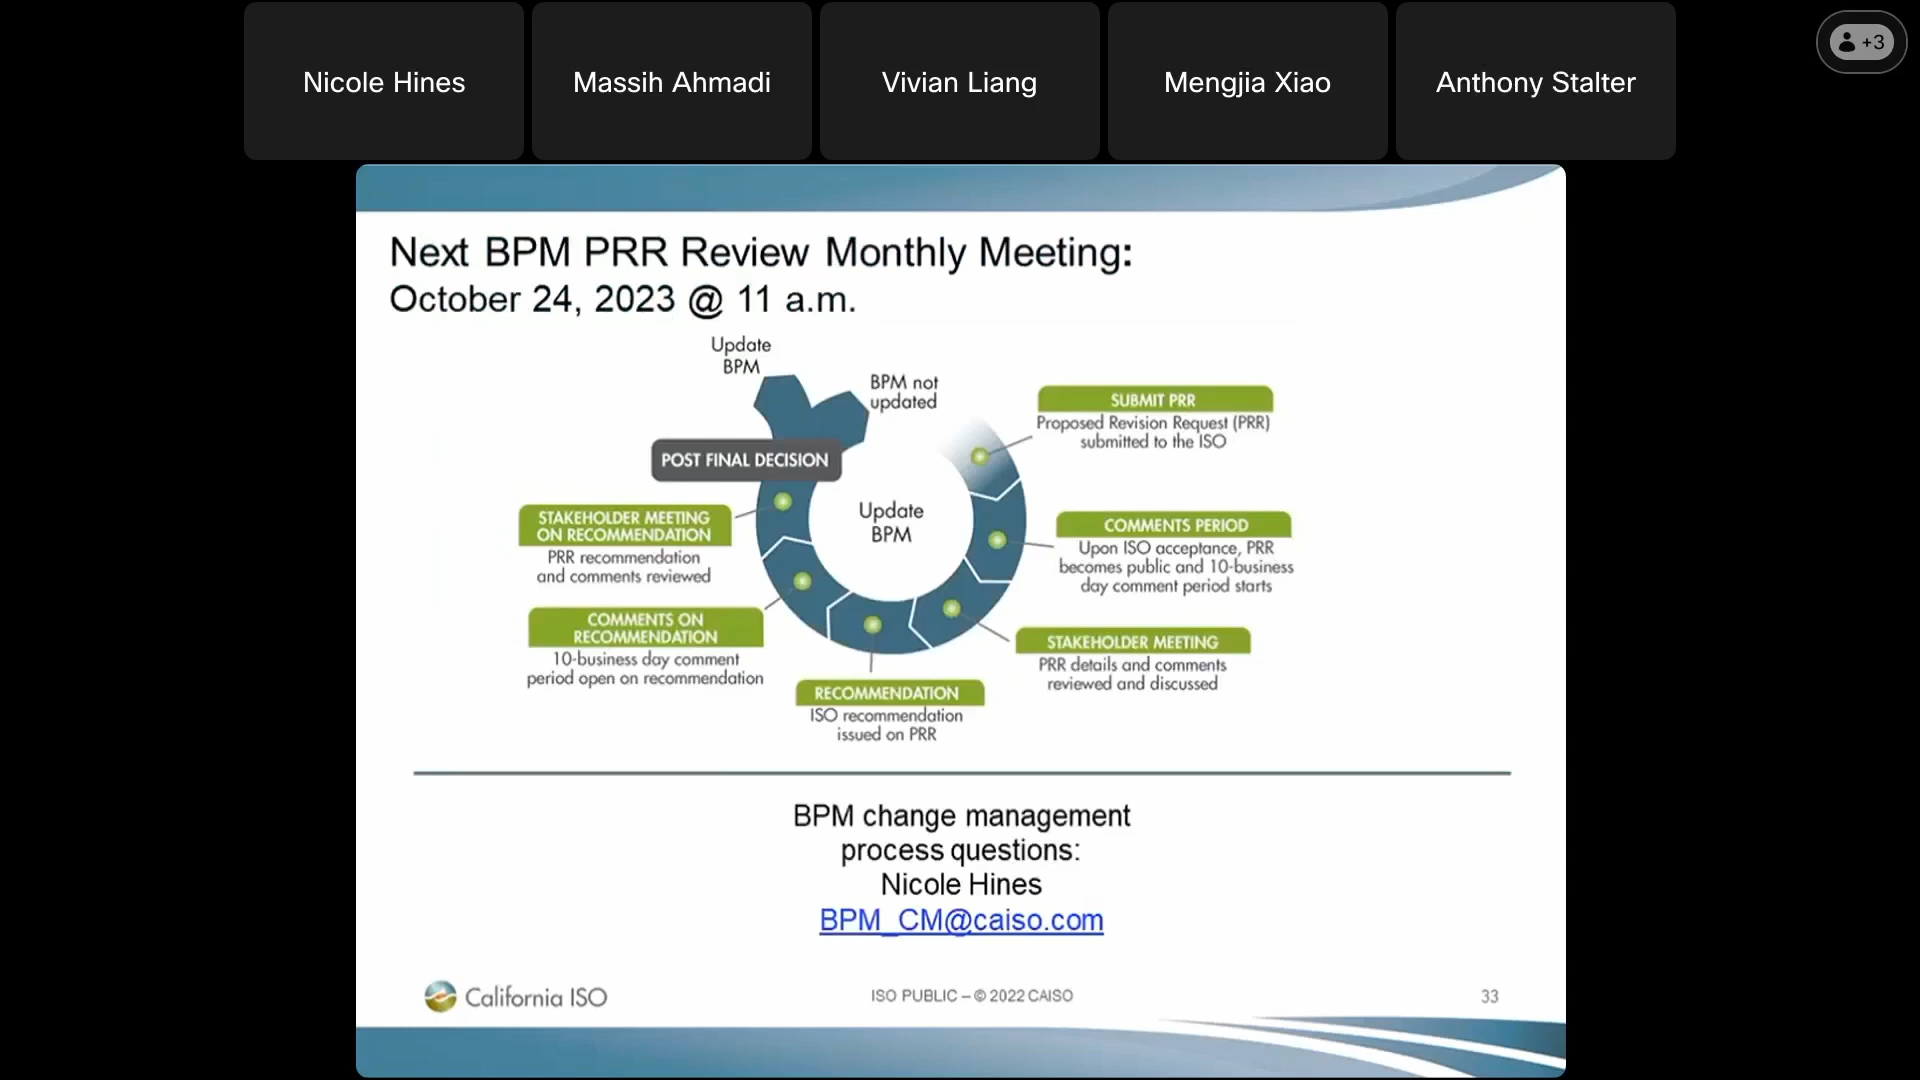 Nicole Hines
Massih Ahmadi
Vivian Liang
Mengjia Xiao
Anthony Stalter
+3
Next BPM PRR Review Monthly Meeting:
October 24, 2023 @ 11 a.m.
Update
BPM
BPM not
updated
SUBMIT PRR
Proposed Revision Request (PRR)
submitted to the ISO
POST FINAL DECISION
Update
BPM
COMMENTS PERIOD
Upon ISO acceptance, PRR
becomes public and 10-business
day comment period starts
STAKEHOLDER MEETING
ON RECOMMENDATION
PRR recommendation
and comments reviewed
STAKEHOLDER MEETING
PRR details and comments
reviewed and discussed
COMMENTS ON
RECOMMENDATION
10-business day comment
period open on recommendation
RECOMMENDATION
ISO recommendation
issued on PRR
BPM change management
process questions:
Nicole Hines
BPM_CM@caiso.com
California ISO
ISO PUBLIC – © 2022 CAISO
33